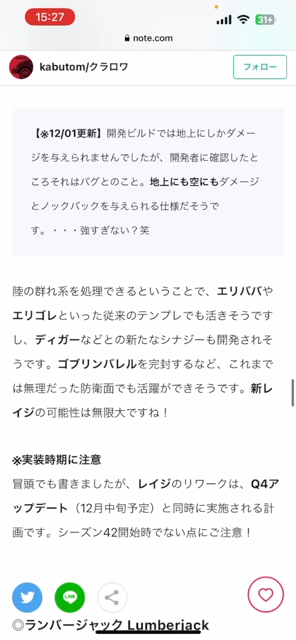 15:27
31+
note.com
kabutom/クラロワ
フォロー
【※12/01更新】開発ビルドでは地上にしかダメー
ジを与えられませんでしたが、開発者に確認したと
ころそれはバグとのこと。地上にも空にもダメージ
とノックバックを与えられる仕様だそうで
す。・・・強すぎない？笑
陸の群れ系を処理できるということで、エリババや
エリゴレといった従来のテンプレでも活きそうです
し、ディガーなどとの新たなシナジーも開発されそ
うです。ゴブリンバレルを完封するなど、これまで
は無理だった防衛面でも活躍ができそうです。新レ
イジの可能性は無限大ですね！
※実装時期に注意
冒頭でも書きましたが、レイジのリワークは、Q4ア
ップデート（12月中旬予定）と同時に実施される計
画です。シーズン42開始時でない点にご注意！
LINE
◎ランバージャック Lumberjack